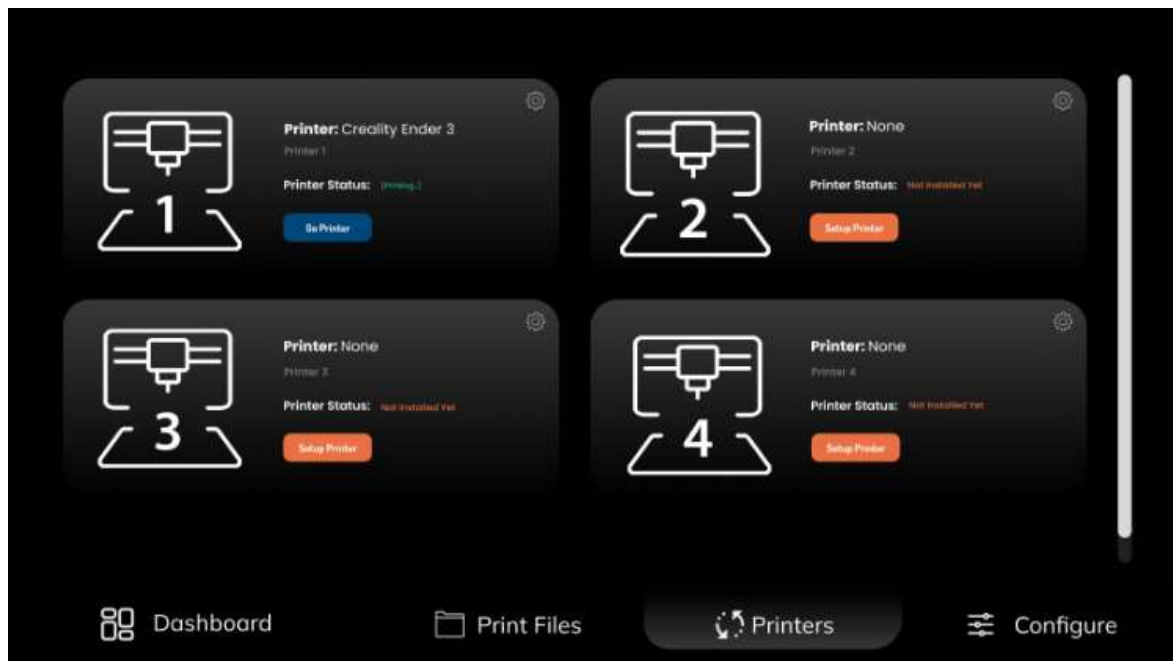 1
Printer: Creality Ender 3
Printer 1
Printer Status: (Printing..)
Go Printer
2
Printer: None
Printer 2
Printer Status: Not Installed Yet
Setup Printer
3
Printer: None
Printer 3
Printer Status: Not Installed Yet
Setup Printer
4
Printer: None
Printer 4
Printer Status: Not Installed Yet
Setup Printer
Dashboard
Print Files
Printers
Configure